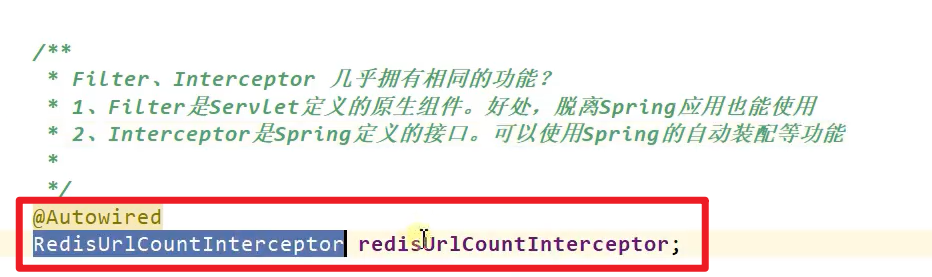 /**
* Filter、Interceptor 几乎拥有相同的功能？
* 1、Filter是Servlet定义的原生组件。好处，脱离Spring应用也能使用
* 2、Interceptor是Spring定义的接口。可以使用Spring的自动装配等功能
*
*/
@Autowired
RedisUrlCountInterceptor redisUrlCountInterceptor;